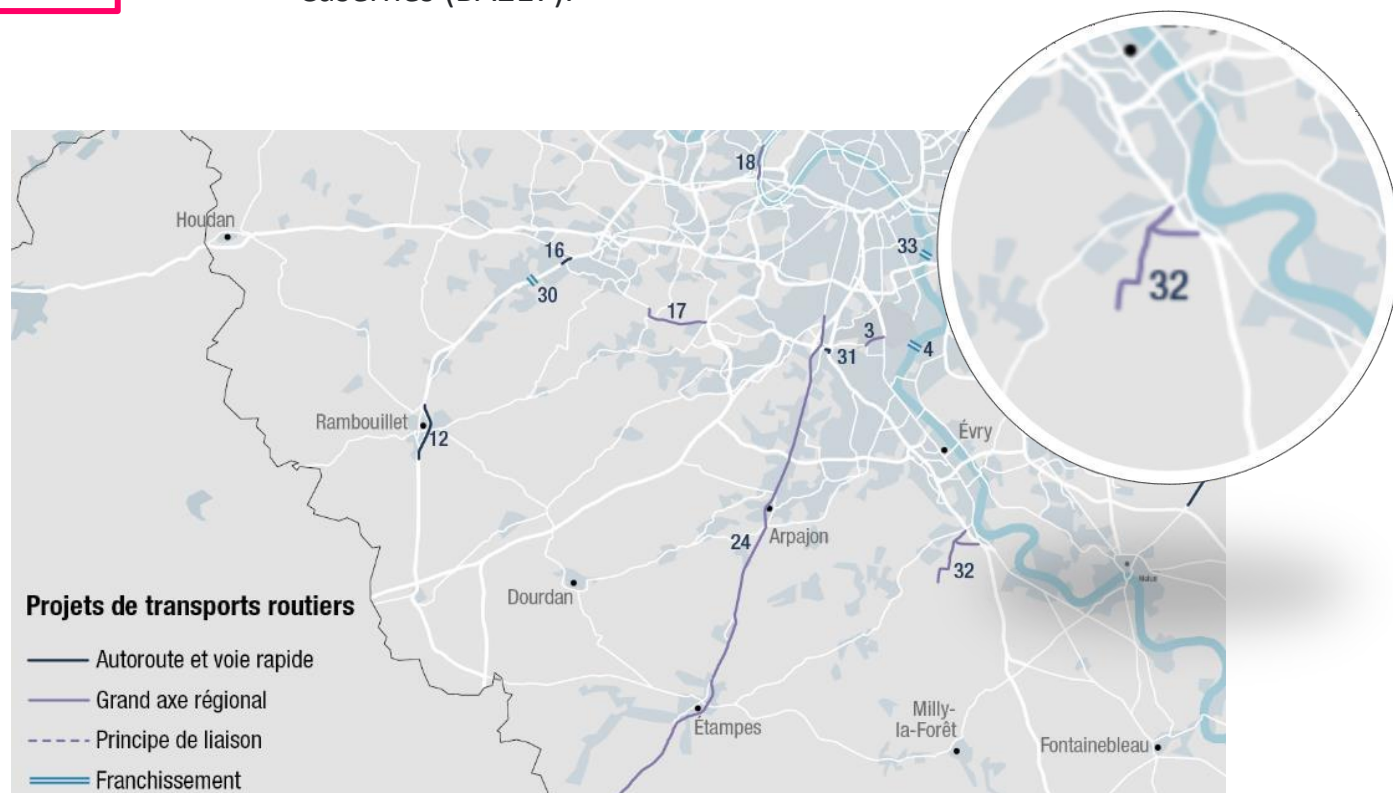 18
Houdan
33
16
30
32
17
3
31
4
Rambouillet
12
Évry
24
Arpajon
32
Dourdan
Projets de transports routiers
Autoroute et voie rapide
Grand axe régional
Étampes
Milly-
la-Forêt
Principe de liaison
Fontainebleau
Franchissement